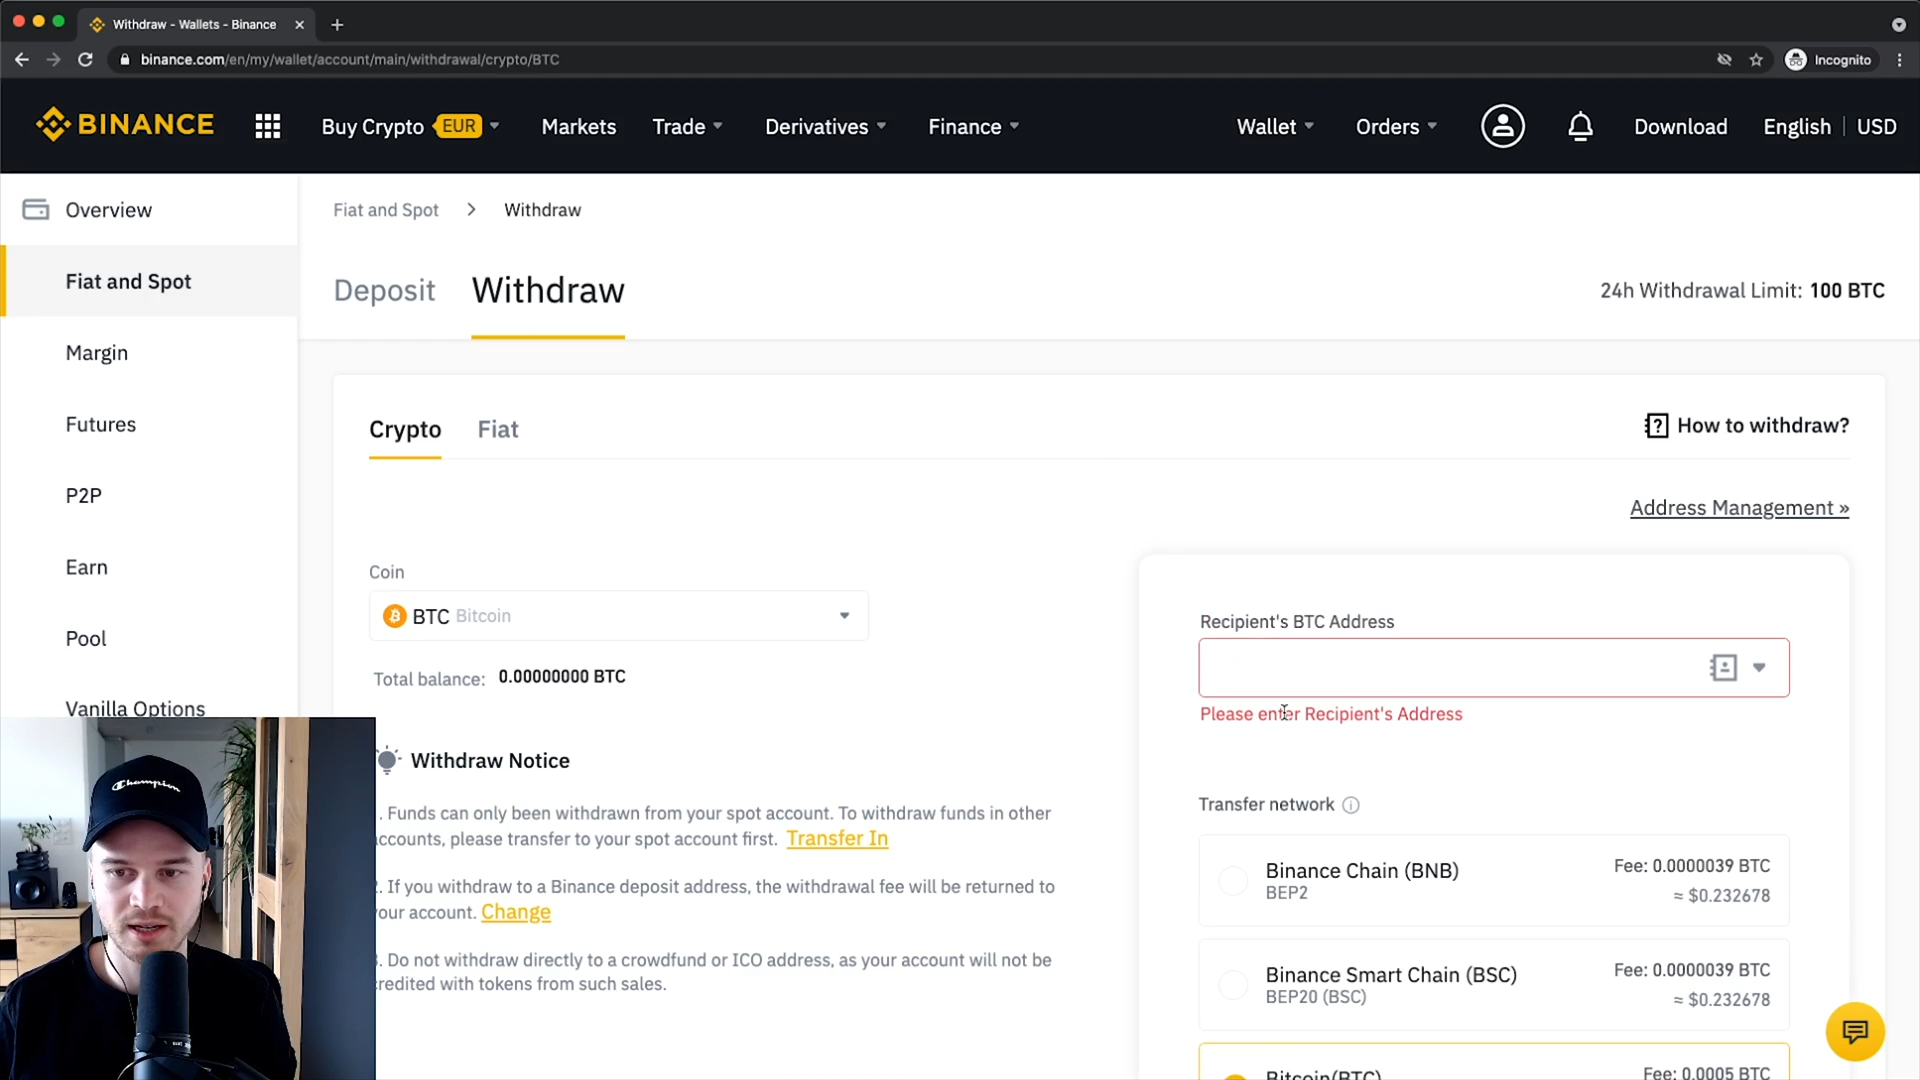 Withdraw - Wallets - Binance
binance.com/en/my/wallet/account/main/withdrawal/crypto/BTC
Incognito
BINANCE
Buy Crypto EUR
Markets
Trade
Derivatives
Finance
Wallet
Orders
Download
English
USD
Overview
Fiat and Spot
Margin
Futures
P2P
Earn
Pool
Vanilla Options
Fiat and Spot > Withdraw
Deposit
Withdraw
24h Withdrawal Limit: 100 BTC
Crypto
Fiat
How to withdraw?
Address Management »
Coin
BTC Bitcoin
Total balance: 0.00000000 BTC
Withdraw Notice
. Funds can only been withdrawn from your spot account. To withdraw funds in other
ccounts, please transfer to your spot account first. Transfer In
. If you withdraw to a Binance deposit address, the withdrawal fee will be returned to
our account. Change
. Do not withdraw directly to a crowdfund or ICO address, as your account will not be
redited with tokens from such sales.
Recipient's BTC Address
Please enter Recipient's Address
Transfer network
Binance Chain (BNB)
BEP2
Fee: 0.0000039 BTC
≈ $0.232678
Binance Smart Chain (BSC)
BEP20 (BSC)
Fee: 0.0000039 BTC
≈ $0.232678
Bitcoin(BTC)
Fee: 0.0005 BTC
Champion